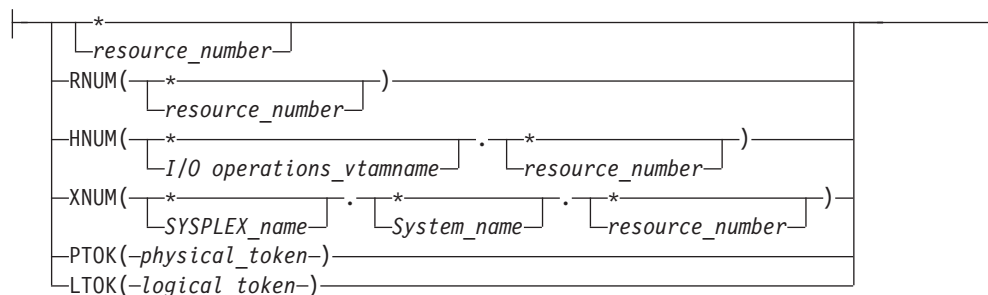 *
resource_number
RNUM( * )
resource_number
HNUM( * . * )
I/O operations_vtamname resource_number
XNUM( * . * . * )
SYSPLEX_name System_name resource_number
PTOK(physical_token)
LTOK(logical_token)